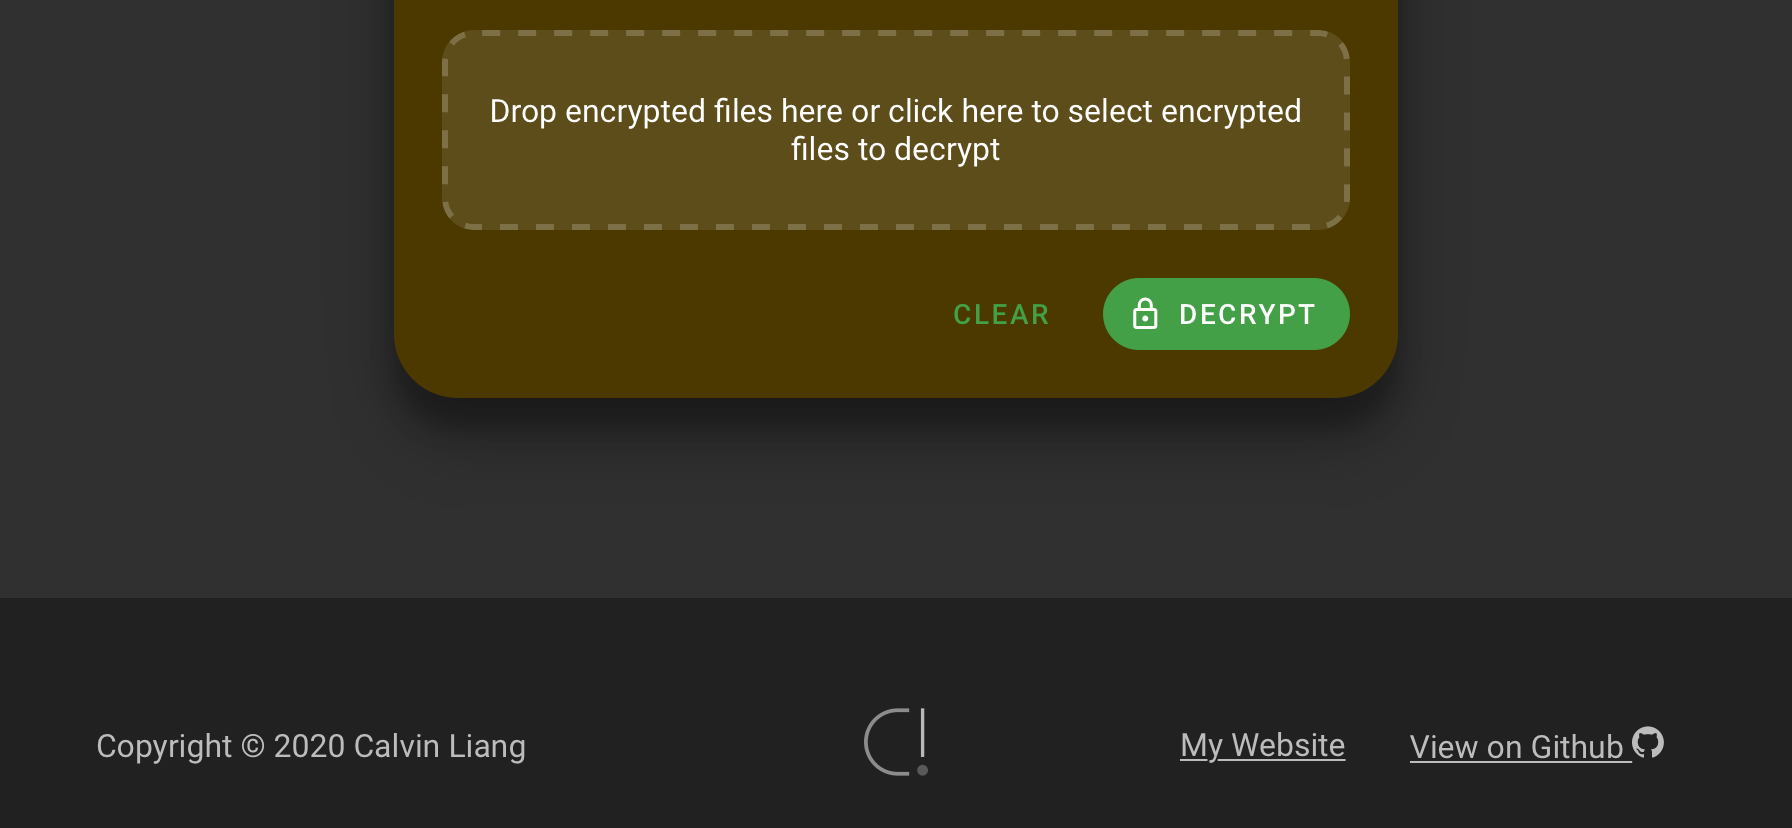 Drop encrypted files here or click here to select encrypted
files to decrypt
CLEAR
DECRYPT
Copyright © 2020 Calvin Liang
My Website
View on Github